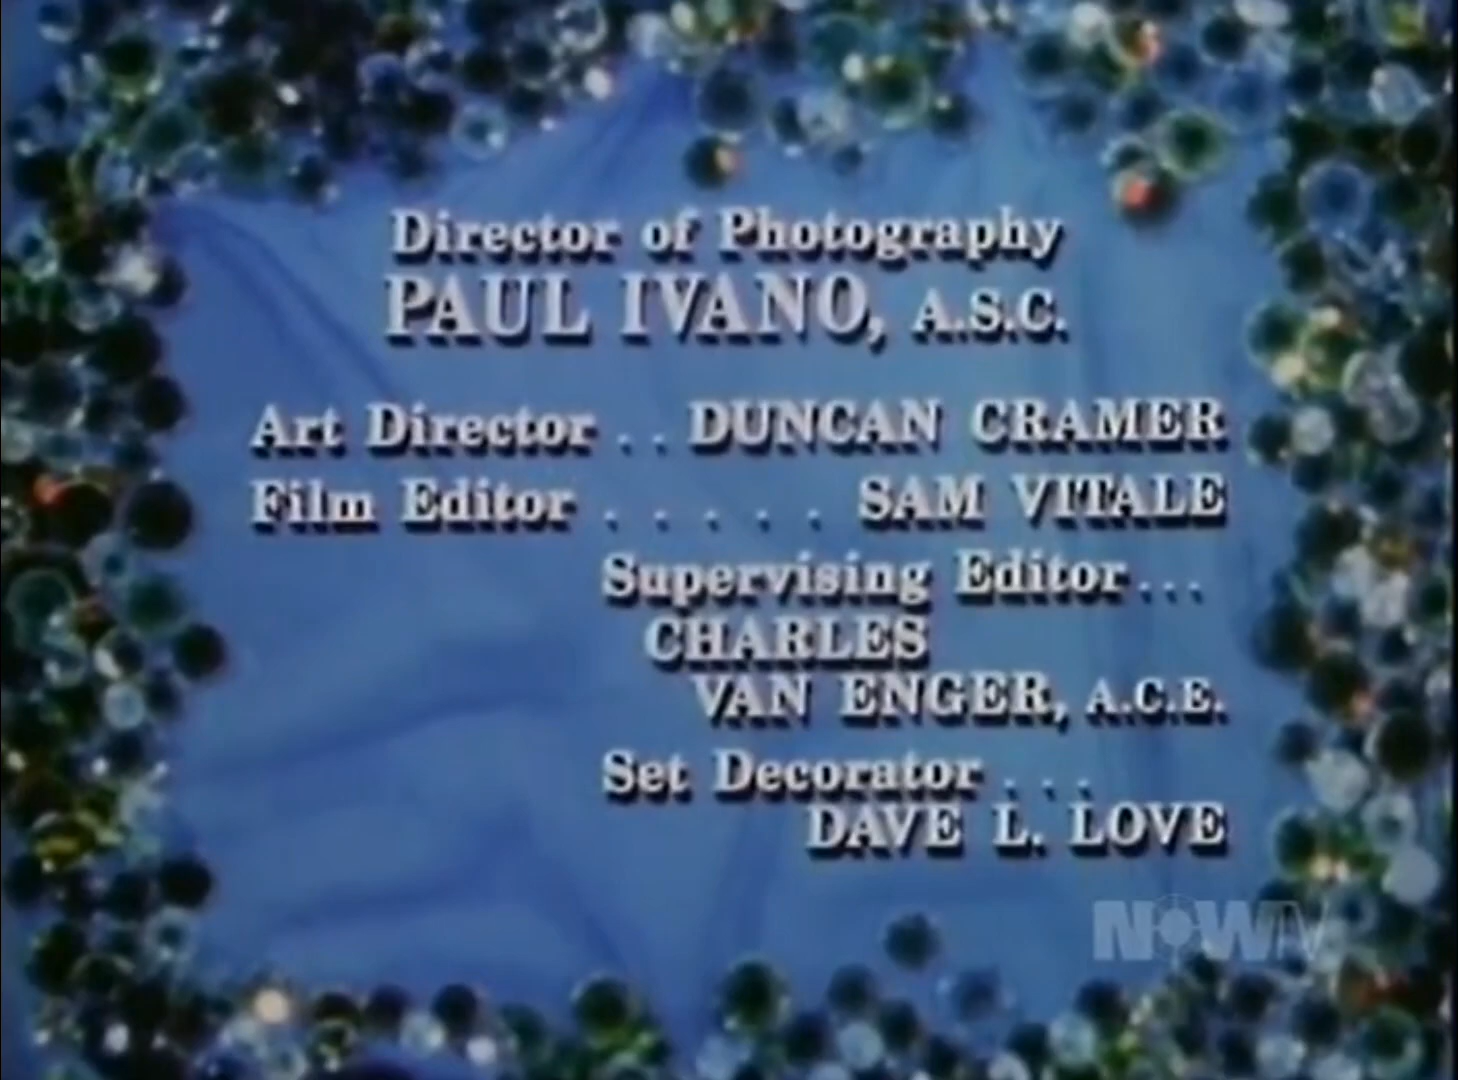 Director of Photography
PAUL IVANO, A.S.C.
Art Director . . DUNCAN CRAMER
Film Editor . . . . . SAM VITALE
Supervising Editor...
CHARLES
VAN ENGER, A.C.E.
Set Decorator . . .
DAVE L. LOVE
NOWTV